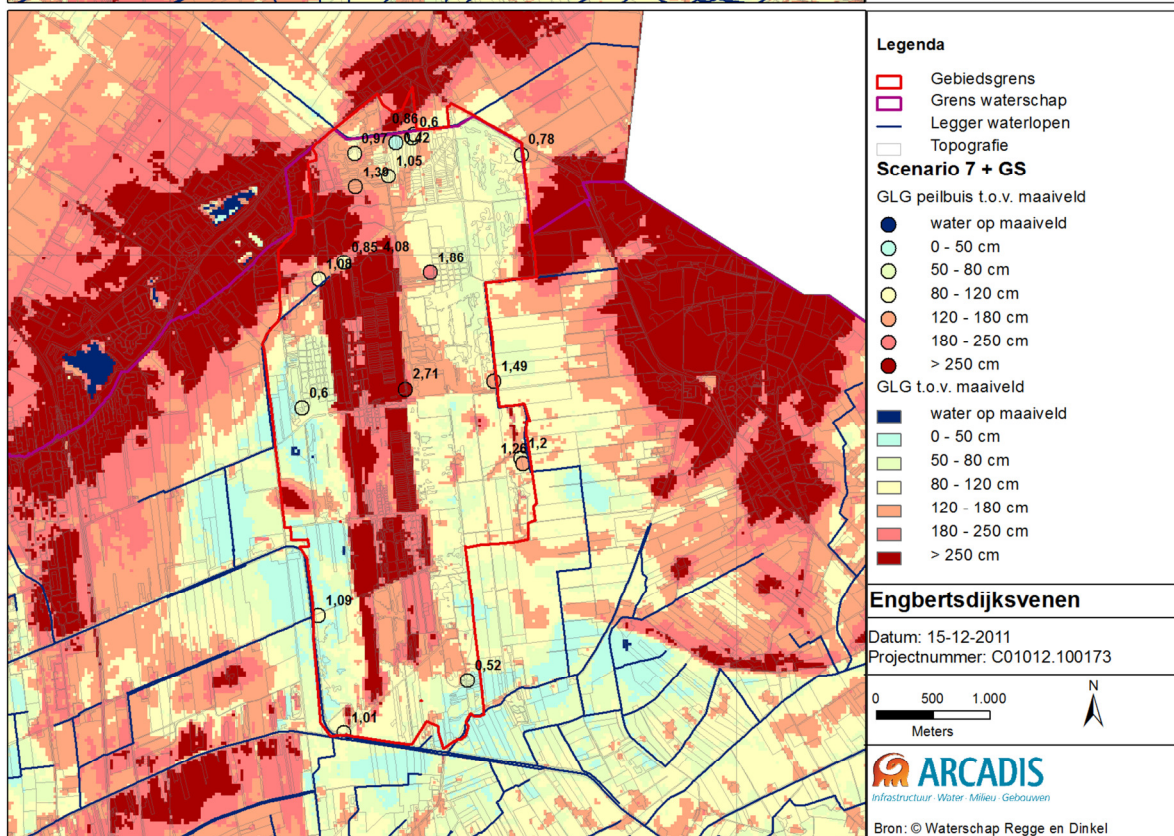 0,86
0,6
0,97
0,42
0,78
1,05
1,39
0,85
4,08
1,08
1,86
1,49
2,71
0,6
1,2
1,26
1,09
0,52
1,01
Legenda
Gebiedsgrens
Grens waterschap
Legger waterlopen
Topografie
Scenario 7 + GS
GLG peilbuis t.o.v. maaiveld
water op maaiveld
0 - 50 cm
50 - 80 cm
80 - 120 cm
120 - 180 cm
180 - 250 cm
> 250 cm
GLG t.o.v. maaiveld
water op maaiveld
0 - 50 cm
50 - 80 cm
80 - 120 cm
120 - 180 cm
180 - 250 cm
> 250 cm
Engbertsdijksvenen
Datum: 15-12-2011
Projectnummer: C01012.100173
0 500 1.000
Meters
N
ARCADIS
Infrastructuur · Water · Milieu · Gebouwen
Bron: © Waterschap Regge en Dinkel